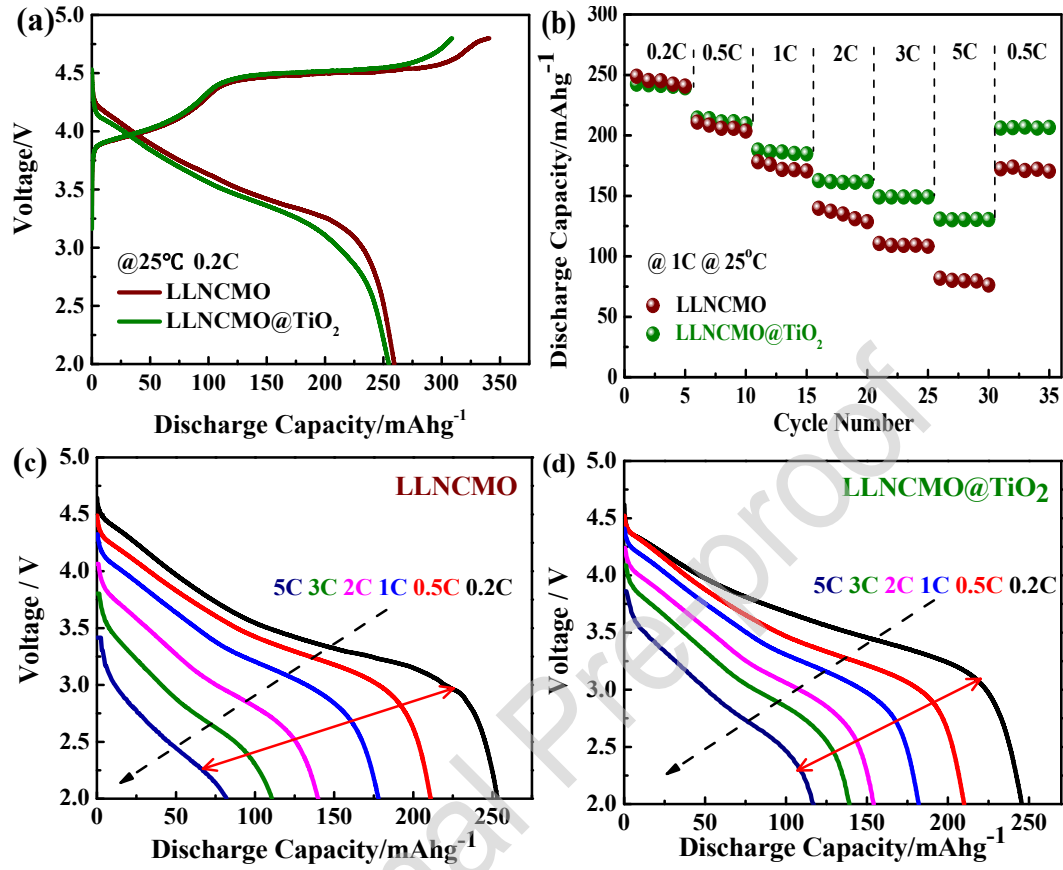 (a)
5.0
4.5
4.0
3.5
3.0
2.5
2.0
Voltage/V
@25℃ 0.2C
LLNCMO
LLNCMO@TiO₂
0 50 100 150 200 250 300 350
Discharge Capacity/mAhg⁻¹
(b)
300
250
200
150
100
50
0
Discharge Capacity/mAhg⁻¹
0.2C 0.5C 1C 2C 3C 5C 0.5C
@ 1C @ 25°C
LLNCMO
LLNCMO@TiO₂
0 5 10 15 20 25 30 35
Cycle Number
(c)
5.0
4.5
4.0
3.5
3.0
2.5
2.0
Voltage / V
LLNCMO
5C 3C 2C 1C 0.5C 0.2C
0 50 100 150 200 250
Discharge Capacity/mAhg⁻¹
(d)
5.0
4.5
4.0
3.5
3.0
2.5
2.0
Voltage / V
LLNCMO@TiO₂
5C 3C 2C 1C 0.5C 0.2C
0 50 100 150 200 250
Discharge Capacity/mAhg⁻¹
nal Pre-proof